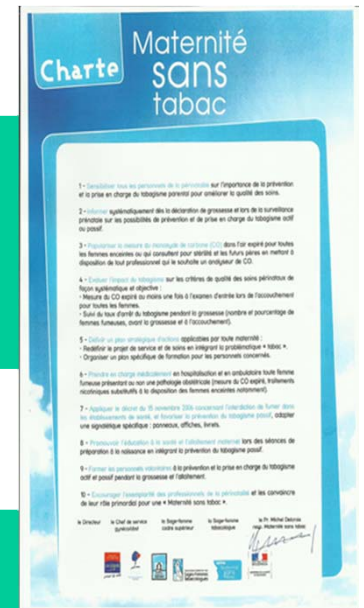 Maternité
Charte
sans
tabac
1 - Sensibiliser tous les personnels de la périnatalité sur l'importance de la prévention
et la prise en charge du tabagisme parental pour améliorer la qualité des soins.
2 - Informer systématiquement dès la déclaration de grossesse et lors de la surveillance
prénatale sur les possibilités de prévention et de prise en charge du tabagisme actif
ou passif.
3 - Populariser la mesure du monoxyde de carbone (CO) dans l'air expiré pour toutes
les femmes enceintes ou qui consultent pour stérilité et les futurs pères en mettant à
disposition de tout professionnel qui le souhaite un analyseur de CO.
4 - Evaluer l'impact du tabagisme sur les critères de qualité des soins périnataux de
façon systématique et objective :
- Mesure du CO expiré au moins une fois à l'examen d'entrée lors de l'accouchement
pour toutes les femmes.
- Suivi du taux d'arrêt du tabagisme pendant la grossesse (nombre et pourcentage de
femmes fumeuses, avant la grossesse et à l'accouchement).
5 - Définir un plan stratégique d'actions applicables par toute maternité :
- Redéfinir le projet de service et de soins en intégrant la problématique « tabac ».
- Organiser un plan spécifique de formation pour les personnels concernés.
6 - Prendre en charge médicalement en hospitalisation et en ambulatoire toute femme
fumeuse présentant ou non une pathologie obstétricale (mesure du CO expiré, traitements
nicotiniques substitutifs à la disposition des femmes enceintes notamment).
7 - Appliquer le décret du 15 novembre 2006 concernant l'interdiction de fumer dans
les établissements de santé, et favoriser la prévention du tabagisme passif, adopter
une signalétique spécifique : panneaux, affiches, livrets.
8 - Promouvoir l'éducation à la santé et l'allaitement maternel lors des séances de
préparation à la naissance en intégrant la prévention du tabagisme passif.
9 - Former les personnels volontaires à la prévention et la prise en charge du tabagisme
actif et passif pendant la grossesse et l'allaitement.
10 - Encourager l'exemplarité des professionnels de la périnatalité et les convaincre
de leur rôle primordial pour une « Maternité sans tabac ».
le Directeur le Chef de service la Sage-femme la Sage-femme le Pr. Michel Delcroix
gynéco/obst cadre supérieur tabacologue resp. Maternité sans tabac